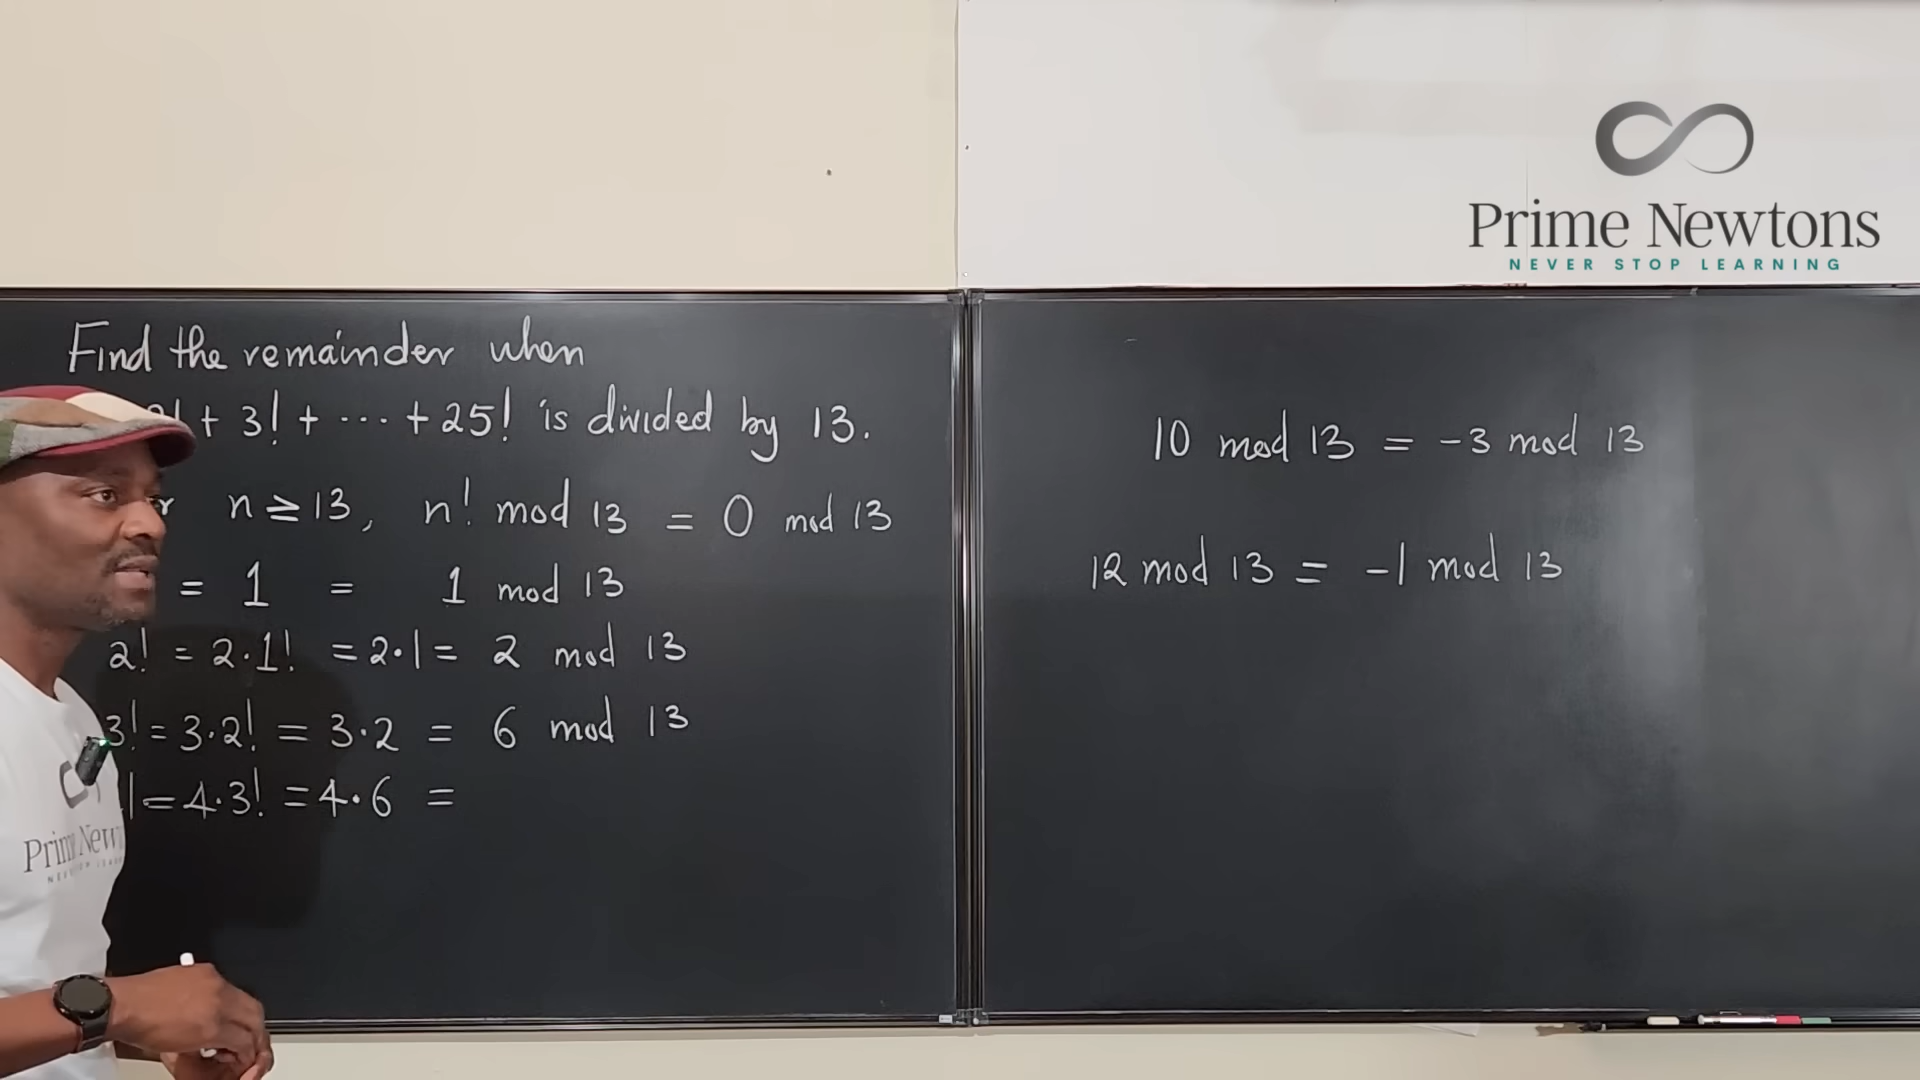 Prime Newtons
NEVER STOP LEARNING
Find the remainder when
! + 3! + ··· + 25! is divided by 13.
n ≥ 13, n! mod 13 = 0 mod 13
= 1 = 1 mod 13
2! = 2·1! = 2·1 = 2 mod 13
3! = 3·2! = 3·2 = 6 mod 13
! = 4·3! = 4·6 =
10 mod 13 = -3 mod 13
12 mod 13 = -1 mod 13